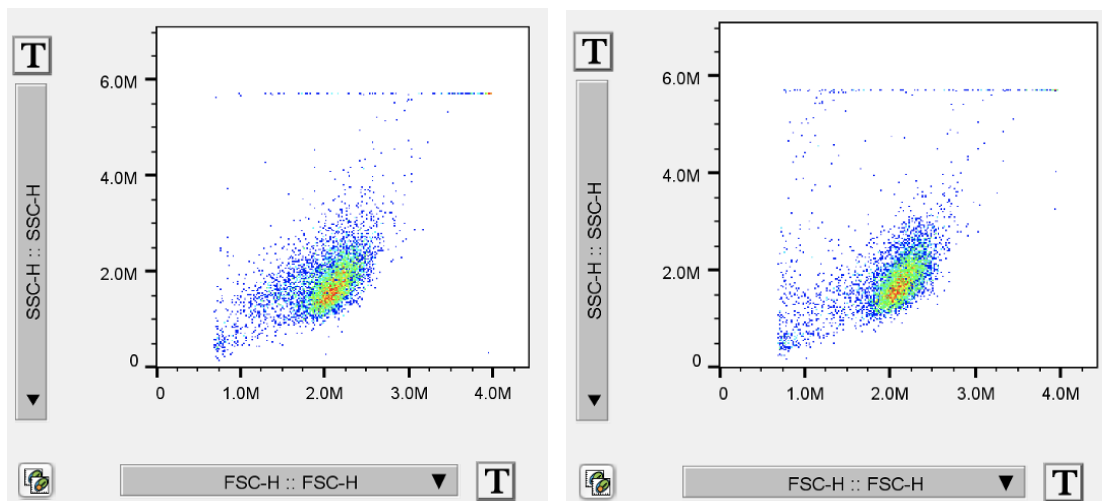 T
6.0M
4.0M
2.0M
0
SSC-H :: SSC-H
0 1.0M 2.0M 3.0M 4.0M
FSC-H :: FSC-H
T
T
6.0M
4.0M
2.0M
0
SSC-H :: SSC-H
0 1.0M 2.0M 3.0M 4.0M
FSC-H :: FSC-H
T